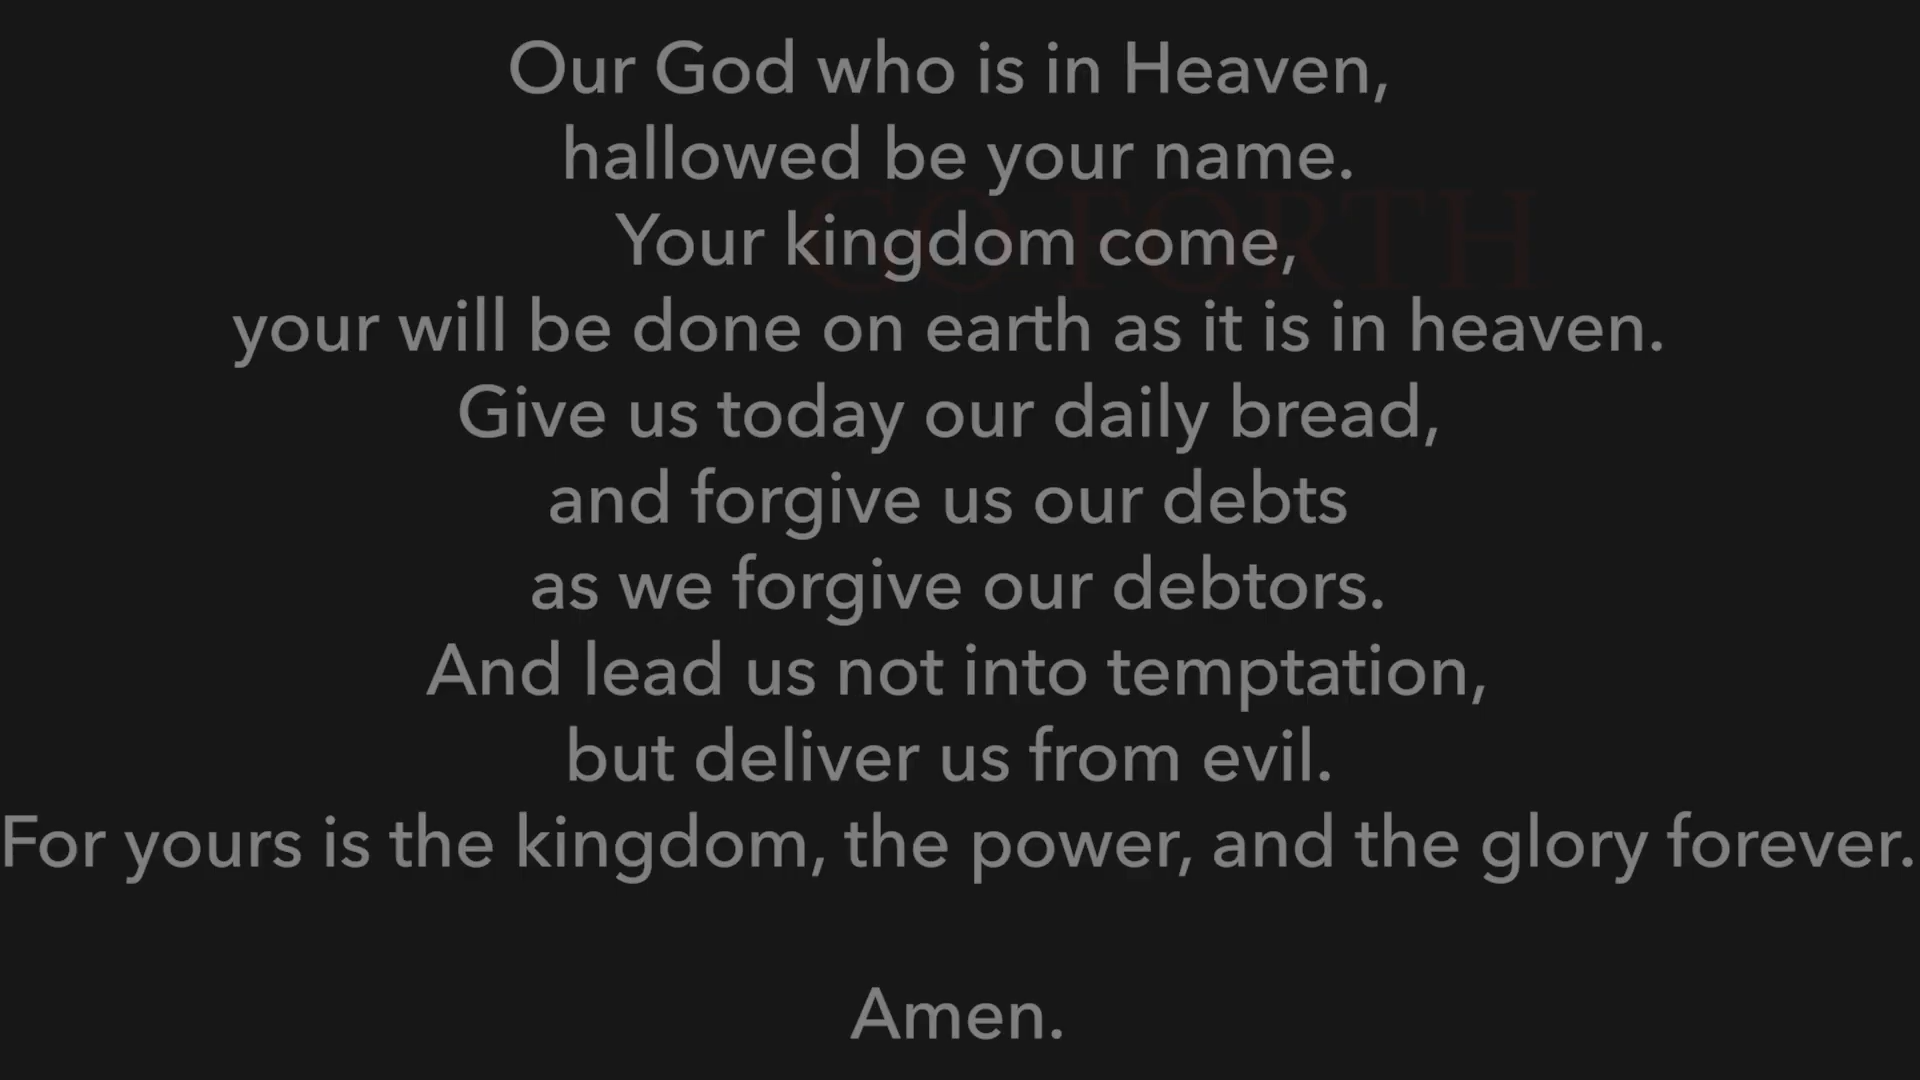 Our God who is in Heaven,
hallowed be your name.
GO FORTH
Your kingdom come,
your will be done on earth as it is in heaven.
Give us today our daily bread,
and forgive us our debts
as we forgive our debtors.
And lead us not into temptation,
but deliver us from evil.
For yours is the kingdom, the power, and the glory forever.
Amen.